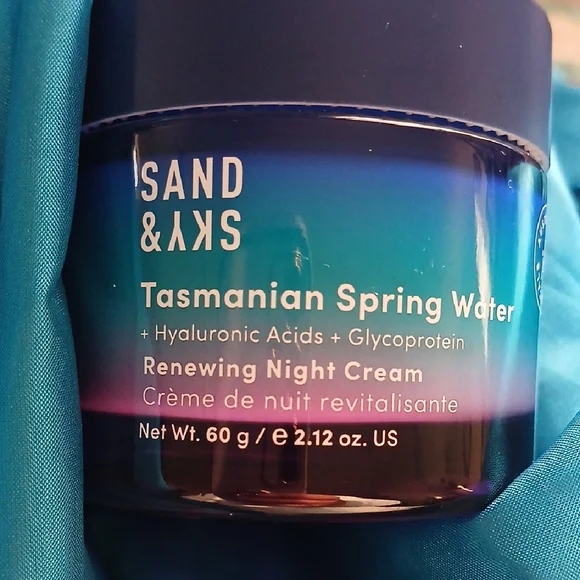 SAND
&SKY
Tasmanian Spring Water
+ Hyaluronic Acids + Glycoprotein
Renewing Night Cream
Crème de nuit revitalisante
Net Wt. 60 g / e 2.12 oz. US